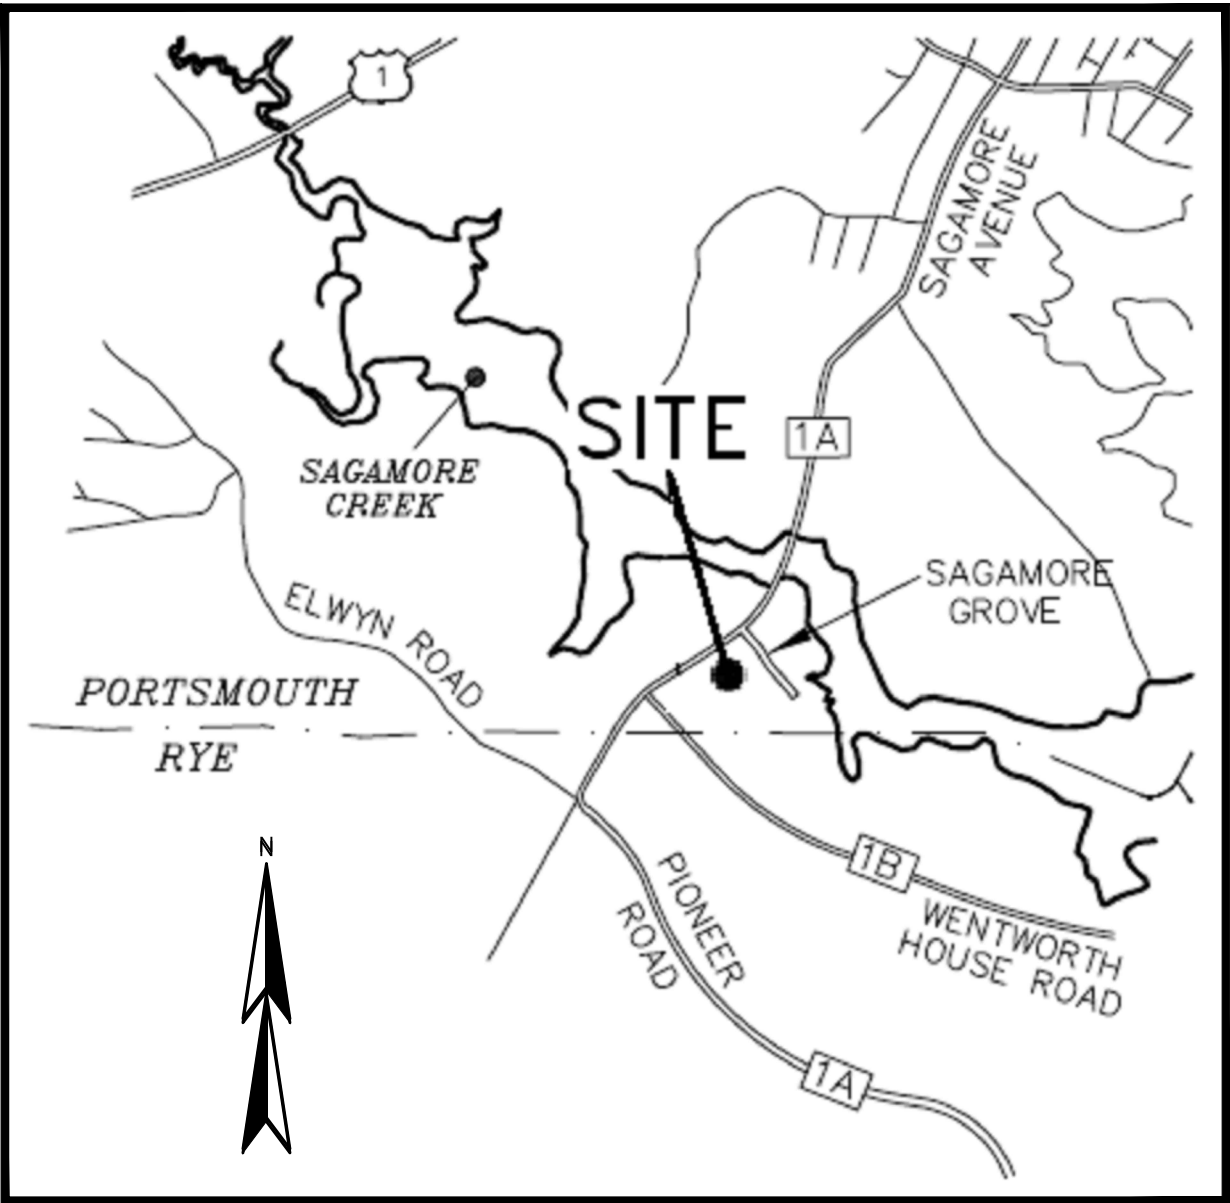 1
SAGAMORE
AVENUE
SITE
1A
SAGAMORE
CREEK
SAGAMORE
GROVE
ELWYN ROAD
PORTSMOUTH
RYE
N
1B
PIONEER
ROAD
WENTWORTH
HOUSE ROAD
1A